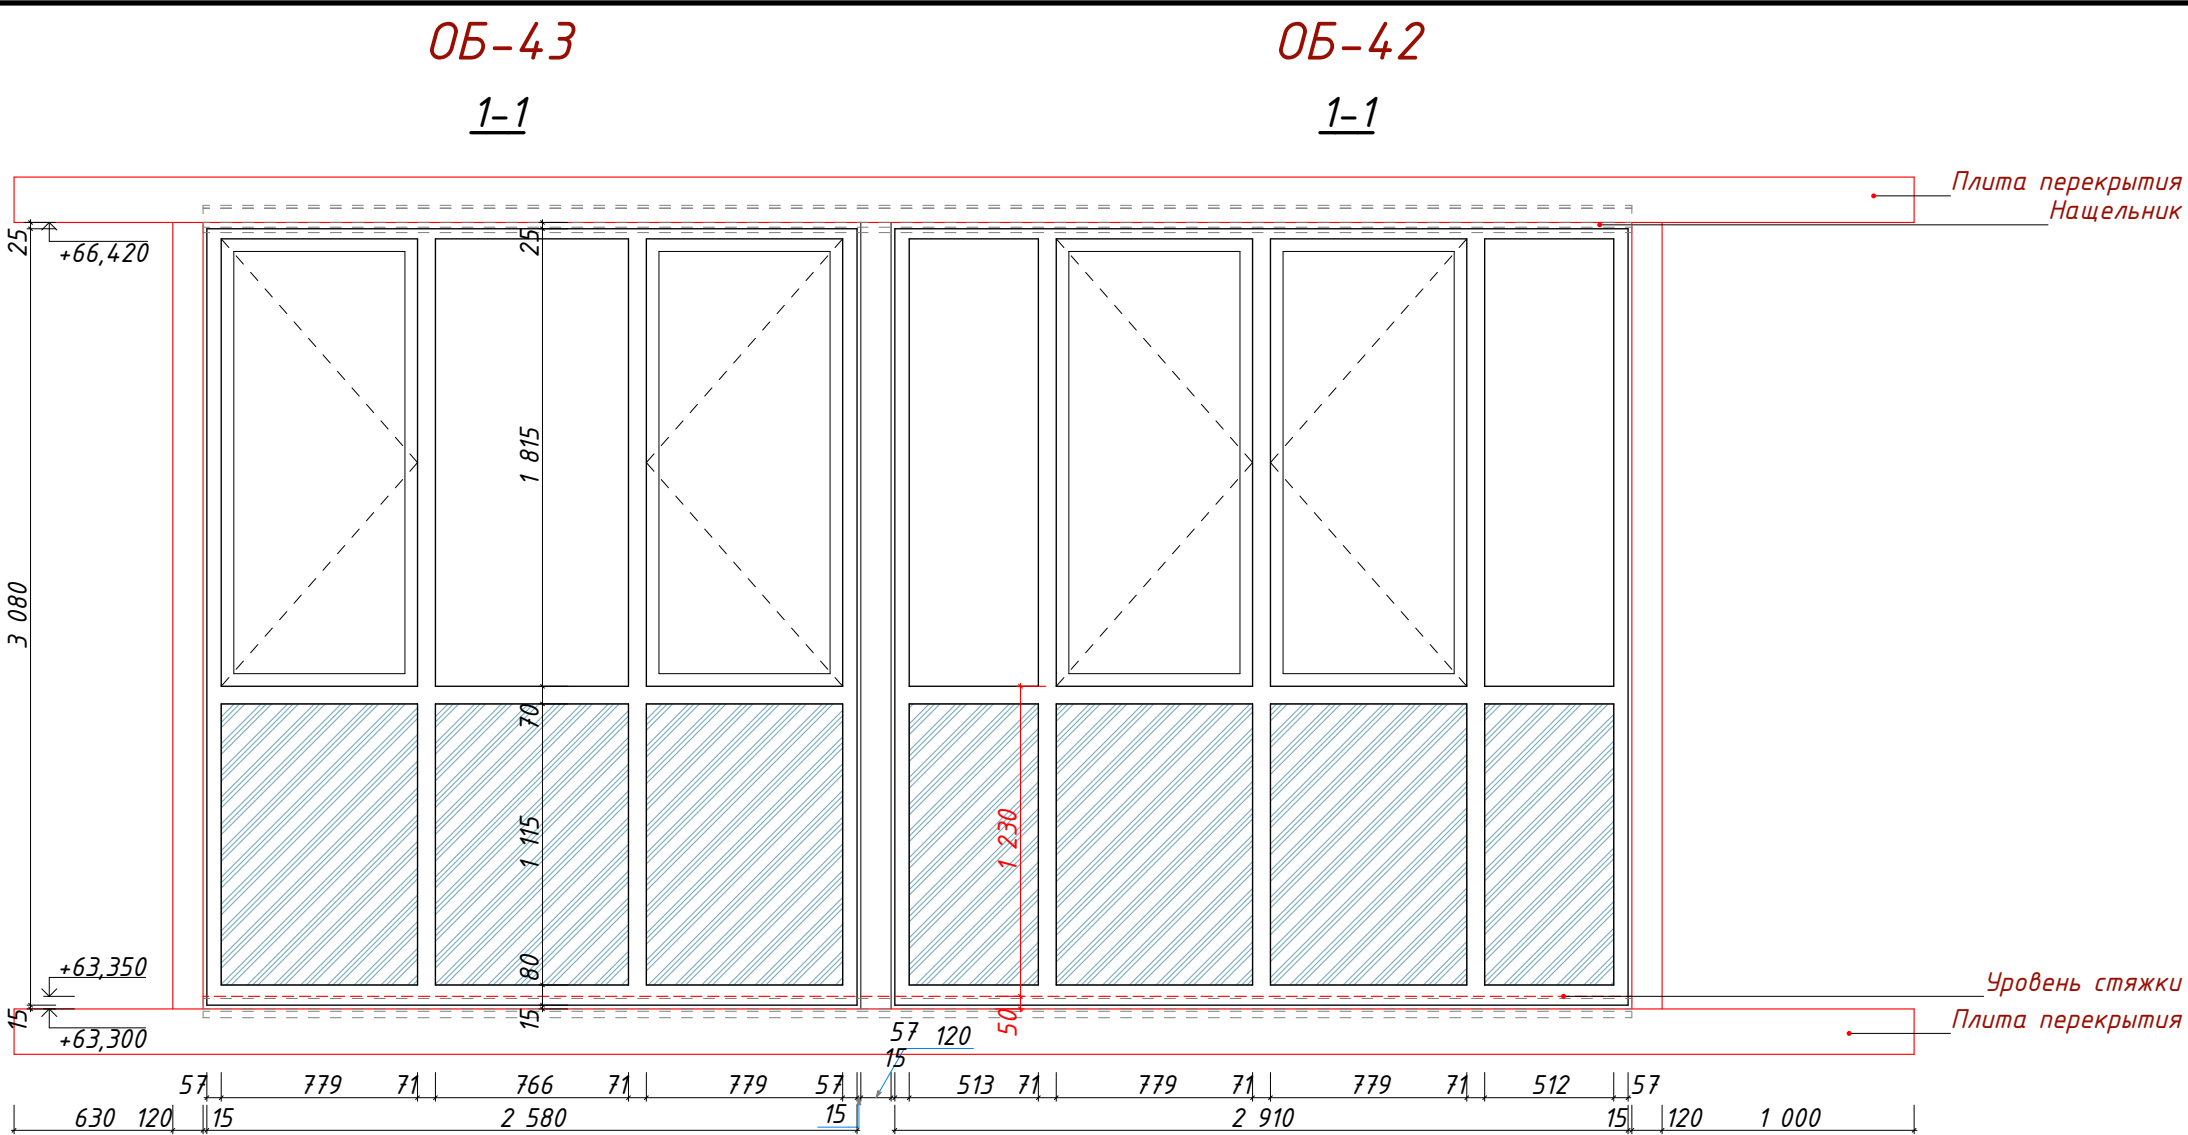 ОБ-43 ОБ-42
1-1 1-1
Плита перекрытия
Нащельник
25 +66,420 25
1 815
3 080
70
1 115 1 230
+63,350 80
Уровень стяжки
15 +63,300 15 50
Плита перекрытия
57 120
15
57 779 71 766 71 779 57 513 71 779 71 779 71 512 57
630 120 15 2 580 15 2 910 15 120 1 000